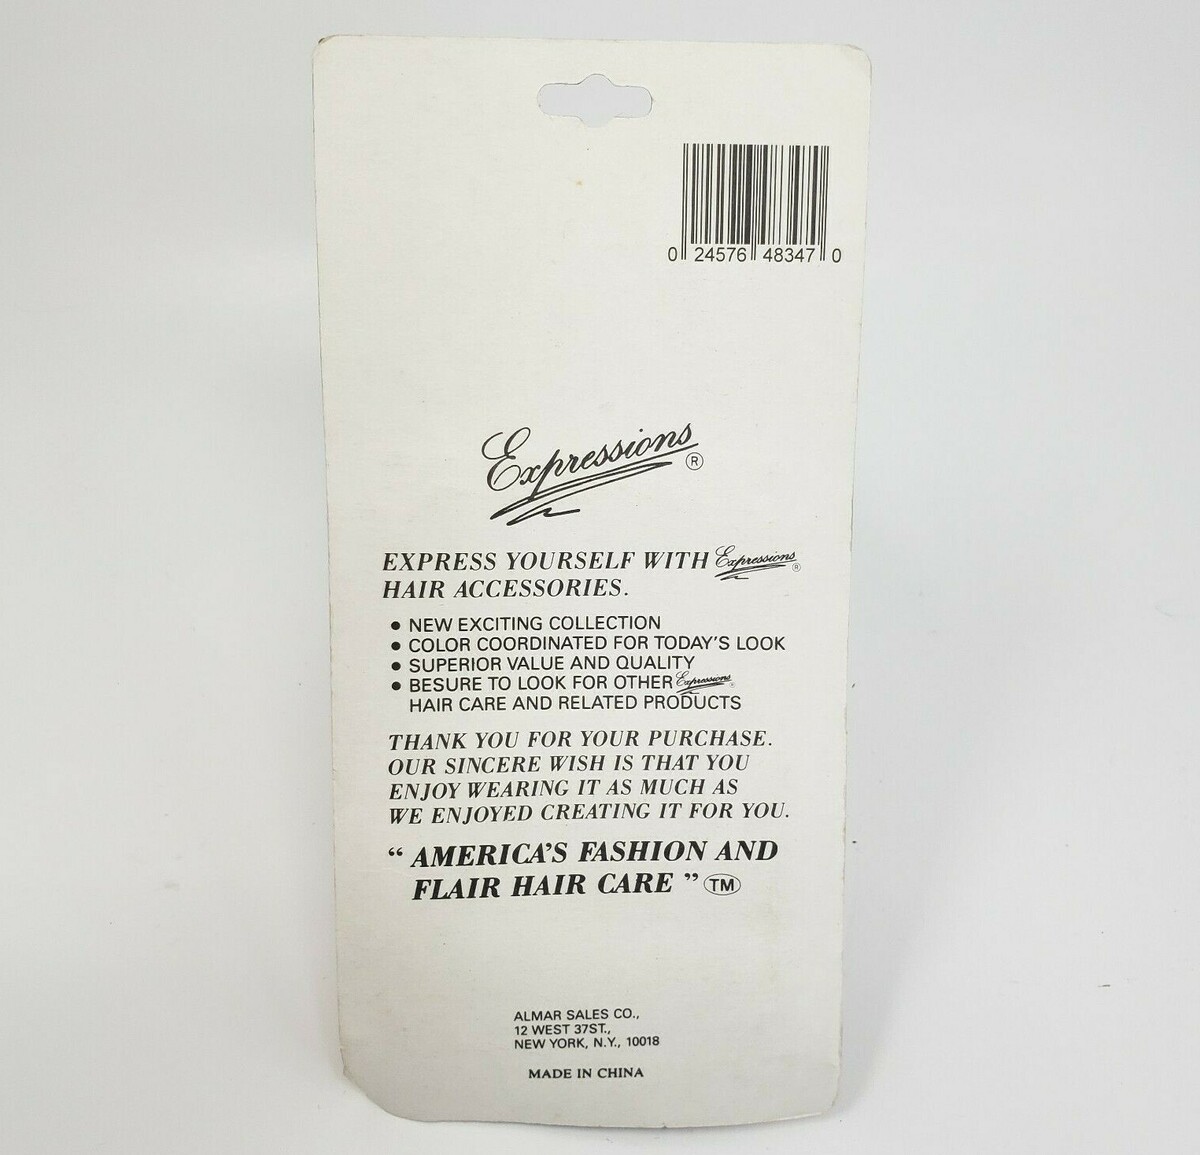 0 24576 48347 0
Expressions ®
EXPRESS YOURSELF WITH Expressions ®
HAIR ACCESSORIES.
● NEW EXCITING COLLECTION
● COLOR COORDINATED FOR TODAY'S LOOK
● SUPERIOR VALUE AND QUALITY
● BESURE TO LOOK FOR OTHER Expressions ®
HAIR CARE AND RELATED PRODUCTS
THANK YOU FOR YOUR PURCHASE.
OUR SINCERE WISH IS THAT YOU
ENJOY WEARING IT AS MUCH AS
WE ENJOYED CREATING IT FOR YOU.
“ AMERICA'S FASHION AND
FLAIR HAIR CARE ” TM
ALMAR SALES CO.,
12 WEST 37ST.,
NEW YORK, N.Y., 10018
MADE IN CHINA